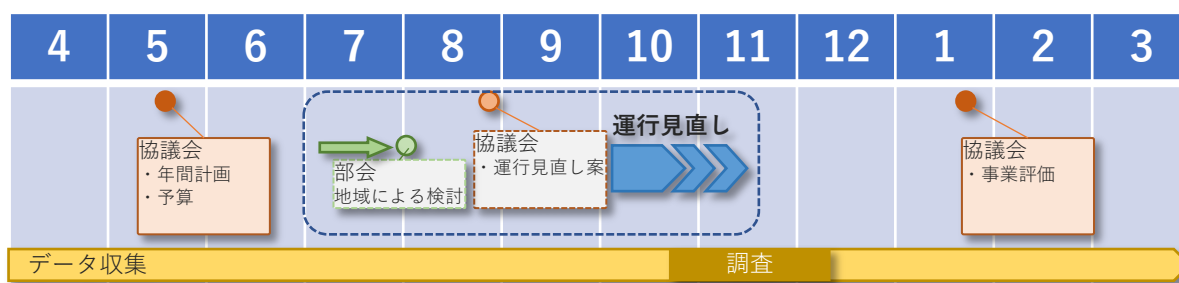 4 5 6 7 8 9 10 11 12 1 2 3
協議会
・年間計画
・予算
部会
地域による検討
協議会
・運行見直し案
運行見直し
協議会
・事業評価
データ収集
調査